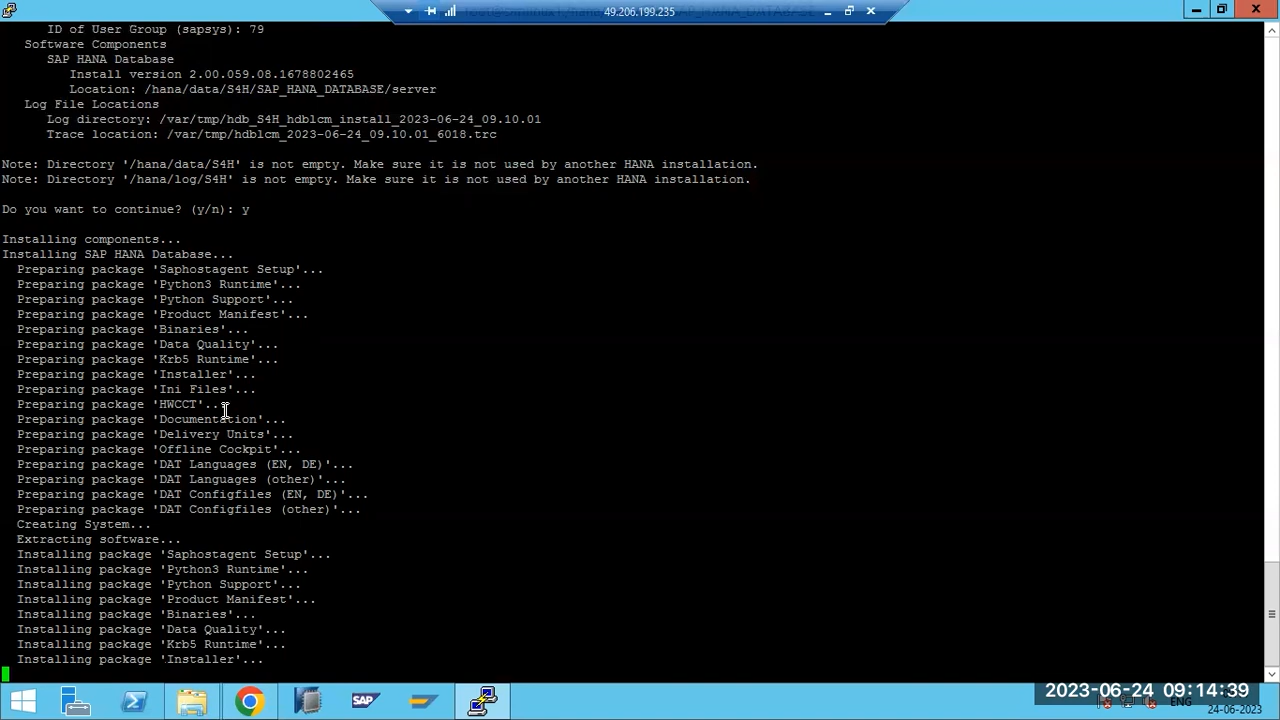 49.206.199.235
ID of User Group (sapsys): 79
Software Components
SAP HANA Database
Install version 2.00.059.08.1678802465
Location: /hana/data/S4H/SAP_HANA_DATABASE/server
Log File Locations
Log directory: /var/tmp/hdb_S4H_hdblcm_install_2023-06-24_09.10.01
Trace location: /var/tmp/hdblcm_2023-06-24_09.10.01_6018.trc
Note: Directory '/hana/data/S4H' is not empty. Make sure it is not used by another HANA installation.
Note: Directory '/hana/log/S4H' is not empty. Make sure it is not used by another HANA installation.
Do you want to continue? (y/n): y
Installing components...
Installing SAP HANA Database...
Preparing package 'Saphostagent Setup'...
Preparing package 'Python3 Runtime'...
Preparing package 'Python Support'...
Preparing package 'Product Manifest'...
Preparing package 'Binaries'...
Preparing package 'Data Quality'...
Preparing package 'Krb5 Runtime'...
Preparing package 'Installer'...
Preparing package 'Ini Files'...
Preparing package 'HWCCT'...
Preparing package 'Documentation'...
Preparing package 'Delivery Units'...
Preparing package 'Offline Cockpit'...
Preparing package 'DAT Languages (EN, DE)'...
Preparing package 'DAT Languages (other)'...
Preparing package 'DAT Configfiles (EN, DE)'...
Preparing package 'DAT Configfiles (other)'...
Creating System...
Extracting software...
Installing package 'Saphostagent Setup'...
Installing package 'Python3 Runtime'...
Installing package 'Python Support'...
Installing package 'Product Manifest'...
Installing package 'Binaries'...
Installing package 'Data Quality'...
Installing package 'Krb5 Runtime'...
Installing package 'Installer'...
SAP
2023-06-24 09:14:39
ENG
24-06-2023